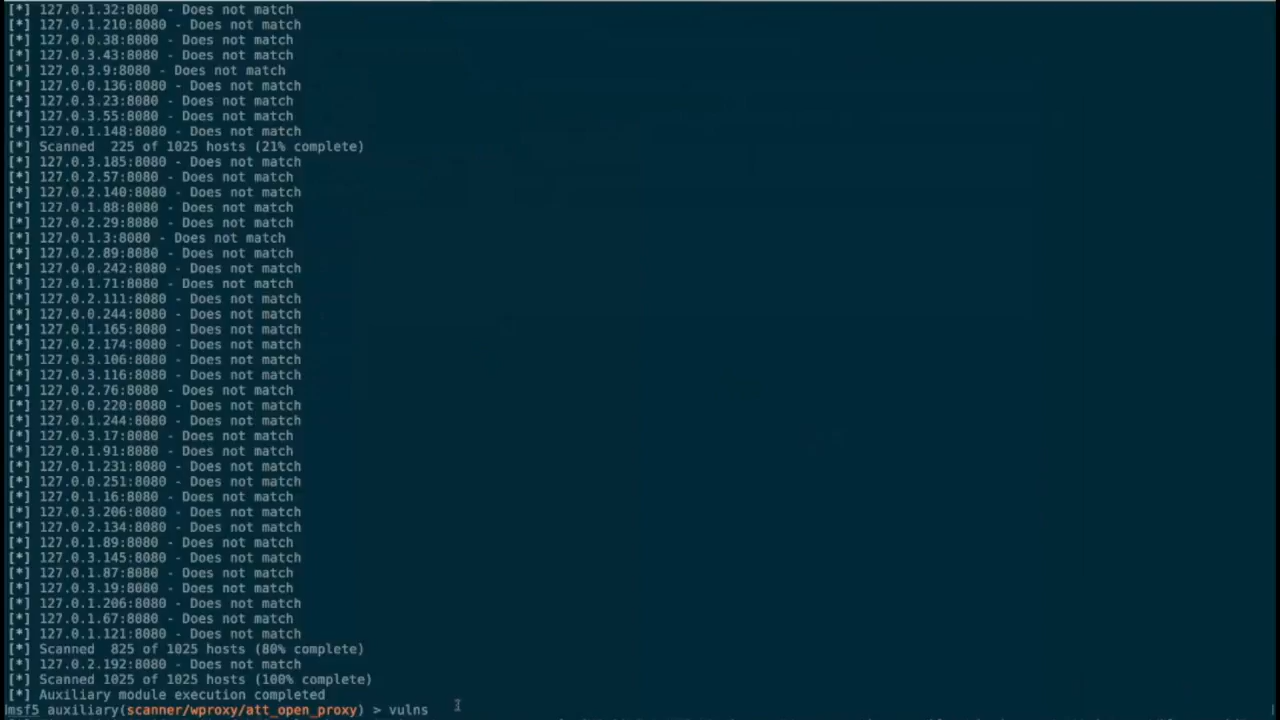 [*] 127.0.1.32:8080 - Does not match
[*] 127.0.1.210:8080 - Does not match
[*] 127.0.0.38:8080 - Does not match
[*] 127.0.3.43:8080 - Does not match
[*] 127.0.3.9:8080 - Does not match
[*] 127.0.0.136:8080 - Does not match
[*] 127.0.3.23:8080 - Does not match
[*] 127.0.3.55:8080 - Does not match
[*] 127.0.1.148:8080 - Does not match
[*] Scanned  225 of 1025 hosts (21% complete)
[*] 127.0.3.185:8080 - Does not match
[*] 127.0.2.57:8080 - Does not match
[*] 127.0.2.140:8080 - Does not match
[*] 127.0.1.88:8080 - Does not match
[*] 127.0.2.29:8080 - Does not match
[*] 127.0.1.3:8080 - Does not match
[*] 127.0.2.89:8080 - Does not match
[*] 127.0.0.242:8080 - Does not match
[*] 127.0.1.71:8080 - Does not match
[*] 127.0.2.111:8080 - Does not match
[*] 127.0.0.244:8080 - Does not match
[*] 127.0.1.165:8080 - Does not match
[*] 127.0.2.174:8080 - Does not match
[*] 127.0.3.106:8080 - Does not match
[*] 127.0.3.116:8080 - Does not match
[*] 127.0.2.76:8080 - Does not match
[*] 127.0.0.220:8080 - Does not match
[*] 127.0.1.244:8080 - Does not match
[*] 127.0.3.17:8080 - Does not match
[*] 127.0.1.91:8080 - Does not match
[*] 127.0.1.231:8080 - Does not match
[*] 127.0.0.251:8080 - Does not match
[*] 127.0.1.16:8080 - Does not match
[*] 127.0.3.206:8080 - Does not match
[*] 127.0.2.134:8080 - Does not match
[*] 127.0.1.89:8080 - Does not match
[*] 127.0.3.145:8080 - Does not match
[*] 127.0.1.87:8080 - Does not match
[*] 127.0.3.19:8080 - Does not match
[*] 127.0.1.206:8080 - Does not match
[*] 127.0.1.67:8080 - Does not match
[*] 127.0.1.121:8080 - Does not match
[*] Scanned  825 of 1025 hosts (80% complete)
[*] 127.0.2.192:8080 - Does not match
[*] Scanned 1025 of 1025 hosts (100% complete)
[*] Auxiliary module execution completed
msf5 auxiliary(scanner/wproxy/att_open_proxy) > vulns